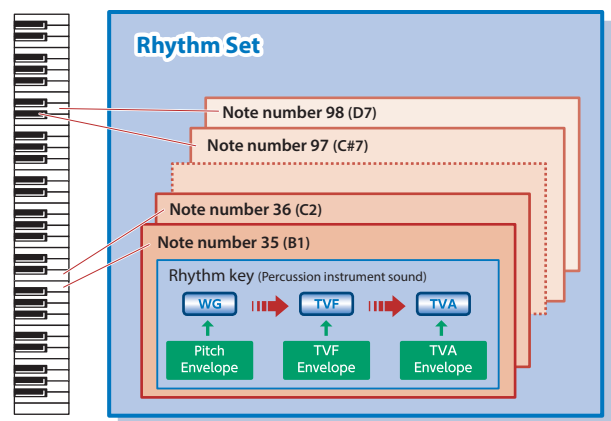 Rhythm Set
Note number 98 (D7)
Note number 97 (C#7)
Note number 36 (C2)
Note number 35 (B1)
Rhythm key (Percussion instrument sound)
WG TVF TVA
Pitch TVF TVA
Envelope Envelope Envelope